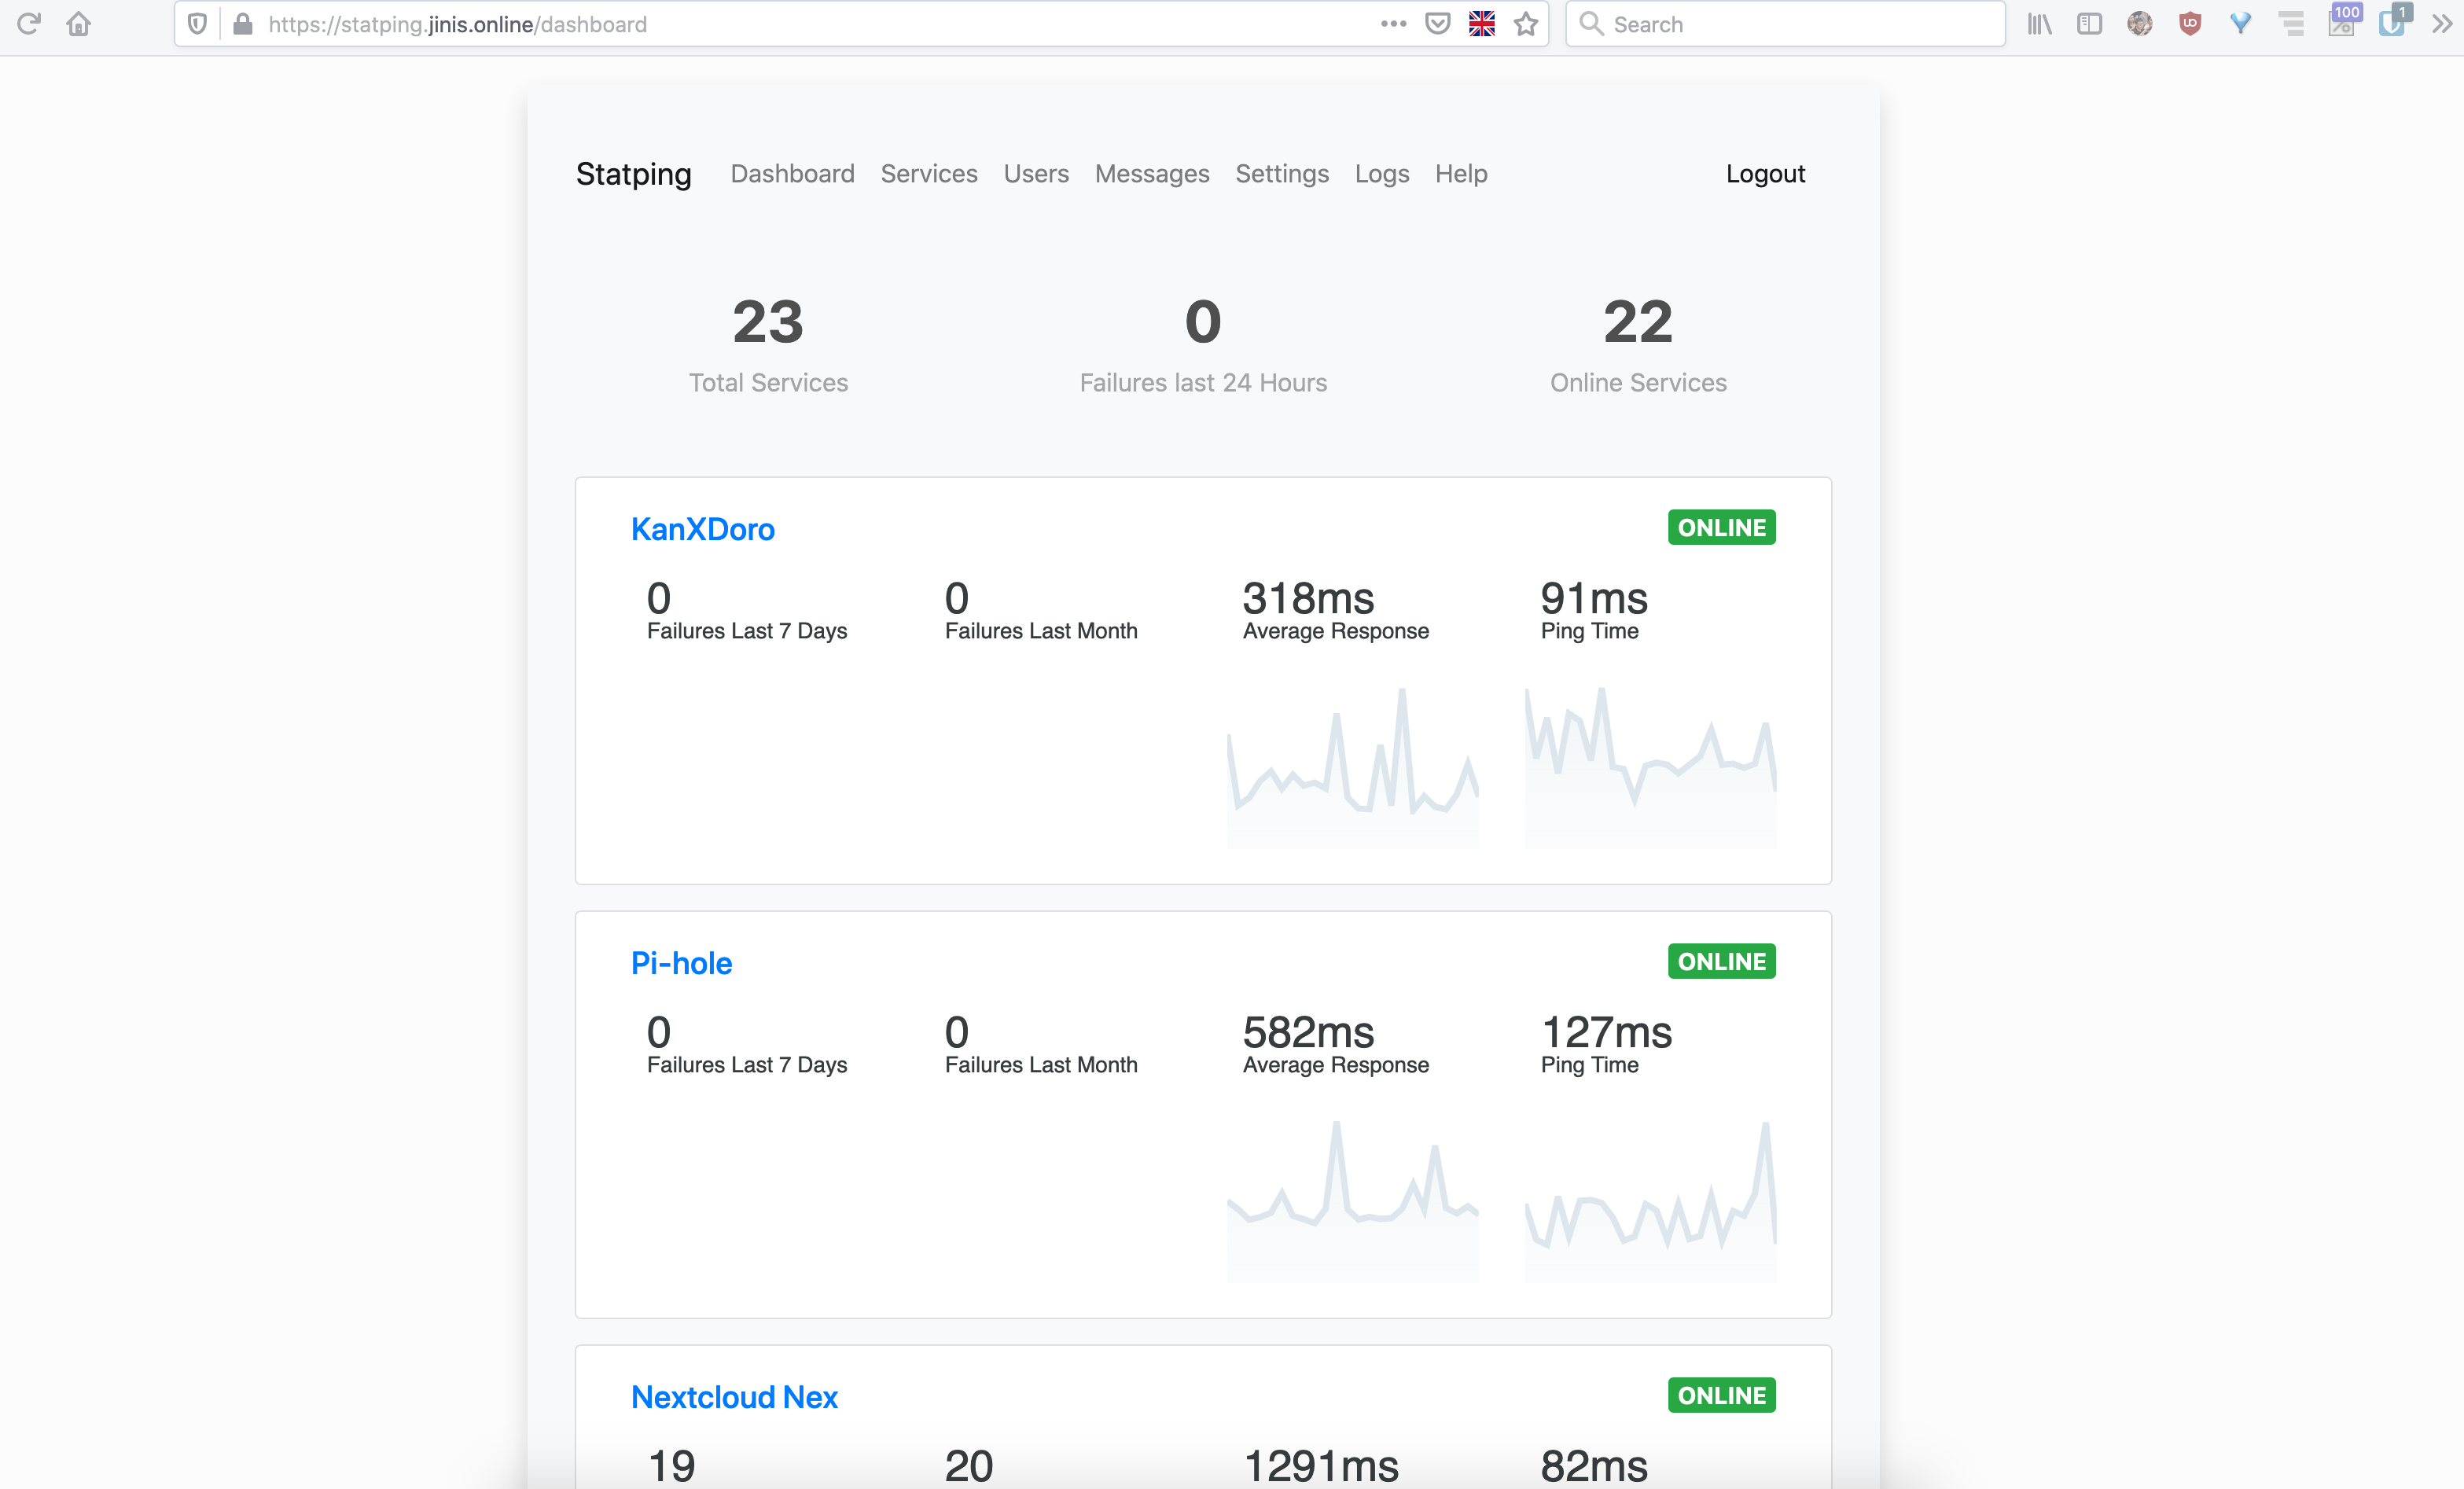 https://statping.jinis.online/dashboard
Search
100
1
Statping Dashboard Services Users Messages Settings Logs Help Logout
23 0 22
Total Services Failures last 24 Hours Online Services
KanXDoro ONLINE
0 0 318ms 91ms
Failures Last 7 Days Failures Last Month Average Response Ping Time
Pi-hole ONLINE
0 0 582ms 127ms
Failures Last 7 Days Failures Last Month Average Response Ping Time
Nextcloud Nex ONLINE
19 20 1291ms 82ms